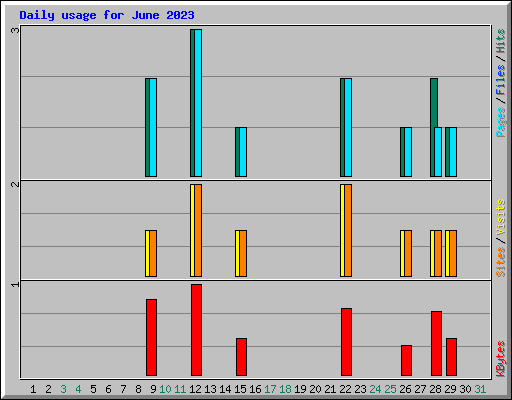 Daily usage for June 2023
3
2
1
Pages/Files/Hits
Sites/Visits
KBytes
1 2 3 4 5 6 7 8 9 10 11 12 13 14 15 16 17 18 19 20 21 22 23 24 25 26 27 28 29 30 31